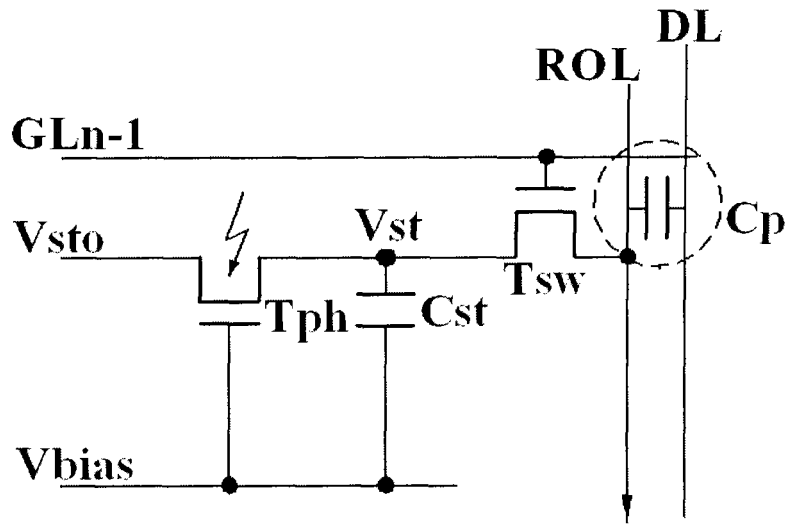 DL
ROL
GLn-1
Cp
Vsto
Vst
Tsw
Tph
Cst
Vbias